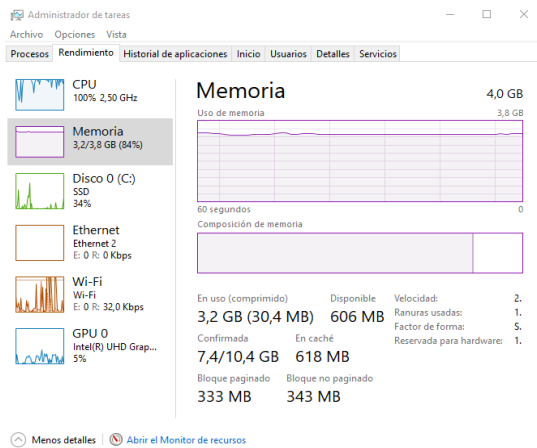 Administrador de tareas
Archivo Opciones Vista
Procesos Rendimiento Historial de aplicaciones Inicio Usuarios Detalles Servicios
CPU
100% 2,50 GHz
Memoria
3,2/3,8 GB (84%)
Disco 0 (C:)
SSD
34%
Ethernet
Ethernet 2
E: 0 R: 0 Kbps
Wi-Fi
Wi-Fi
E: 0 R: 32,0 Kbps
GPU 0
Intel(R) UHD Grap...
5%
Memoria 4,0 GB
Uso de memoria 3,8 GB
60 segundos 0
Composición de memoria
En uso (comprimido) Disponible
3,2 GB (30,4 MB) 606 MB
Confirmada En caché
7,4/10,4 GB 618 MB
Bloque paginado Bloque no paginado
333 MB 343 MB
Velocidad: 2.
Ranuras usadas: 1.
Factor de forma: S.
Reservada para hardware: 1.
Menos detalles Abrir el Monitor de recursos